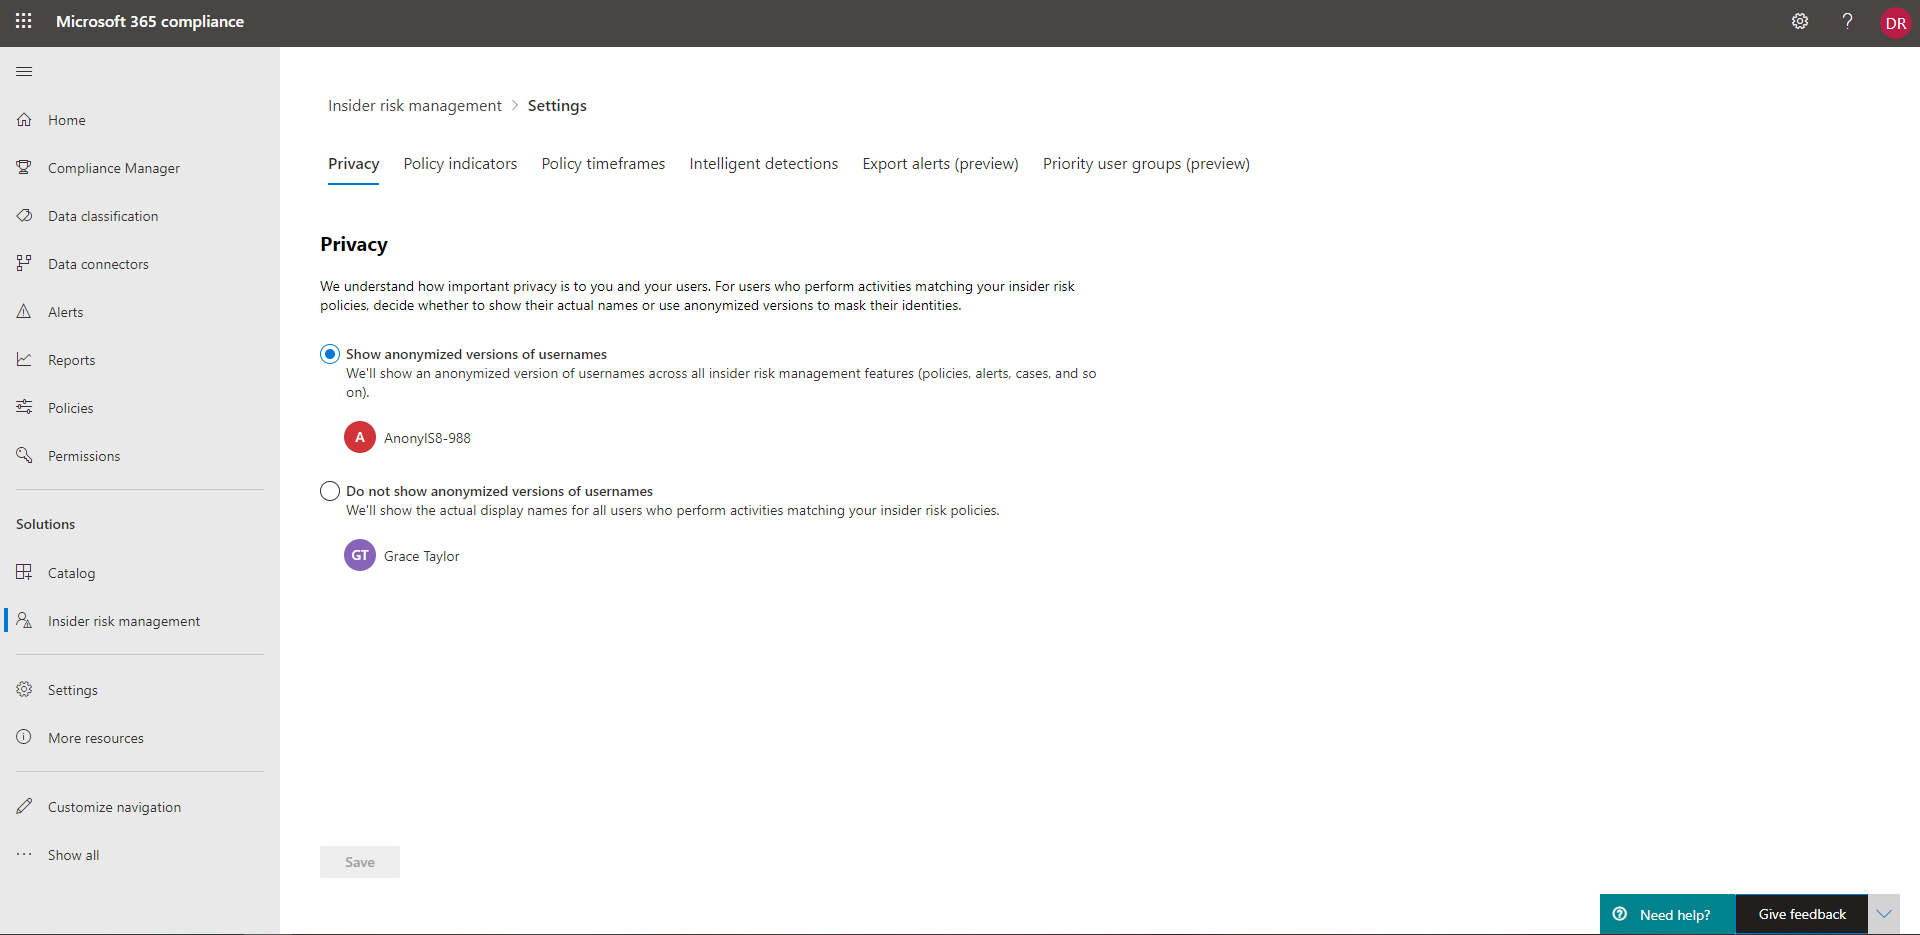 Microsoft 365 compliance
DR
Home
Compliance Manager
Data classification
Data connectors
Alerts
Reports
Policies
Permissions
Solutions
Catalog
Insider risk management
Settings
More resources
Customize navigation
Show all
Insider risk management > Settings
Privacy Policy indicators Policy timeframes Intelligent detections Export alerts (preview) Priority user groups (preview)
Privacy
We understand how important privacy is to you and your users. For users who perform activities matching your insider risk
policies, decide whether to show their actual names or use anonymized versions to mask their identities.
Show anonymized versions of usernames
We'll show an anonymized version of usernames across all insider risk management features (policies, alerts, cases, and so
on).
A AnonyIS8-988
Do not show anonymized versions of usernames
We'll show the actual display names for all users who perform activities matching your insider risk policies.
GT Grace Taylor
Save
Need help? Give feedback